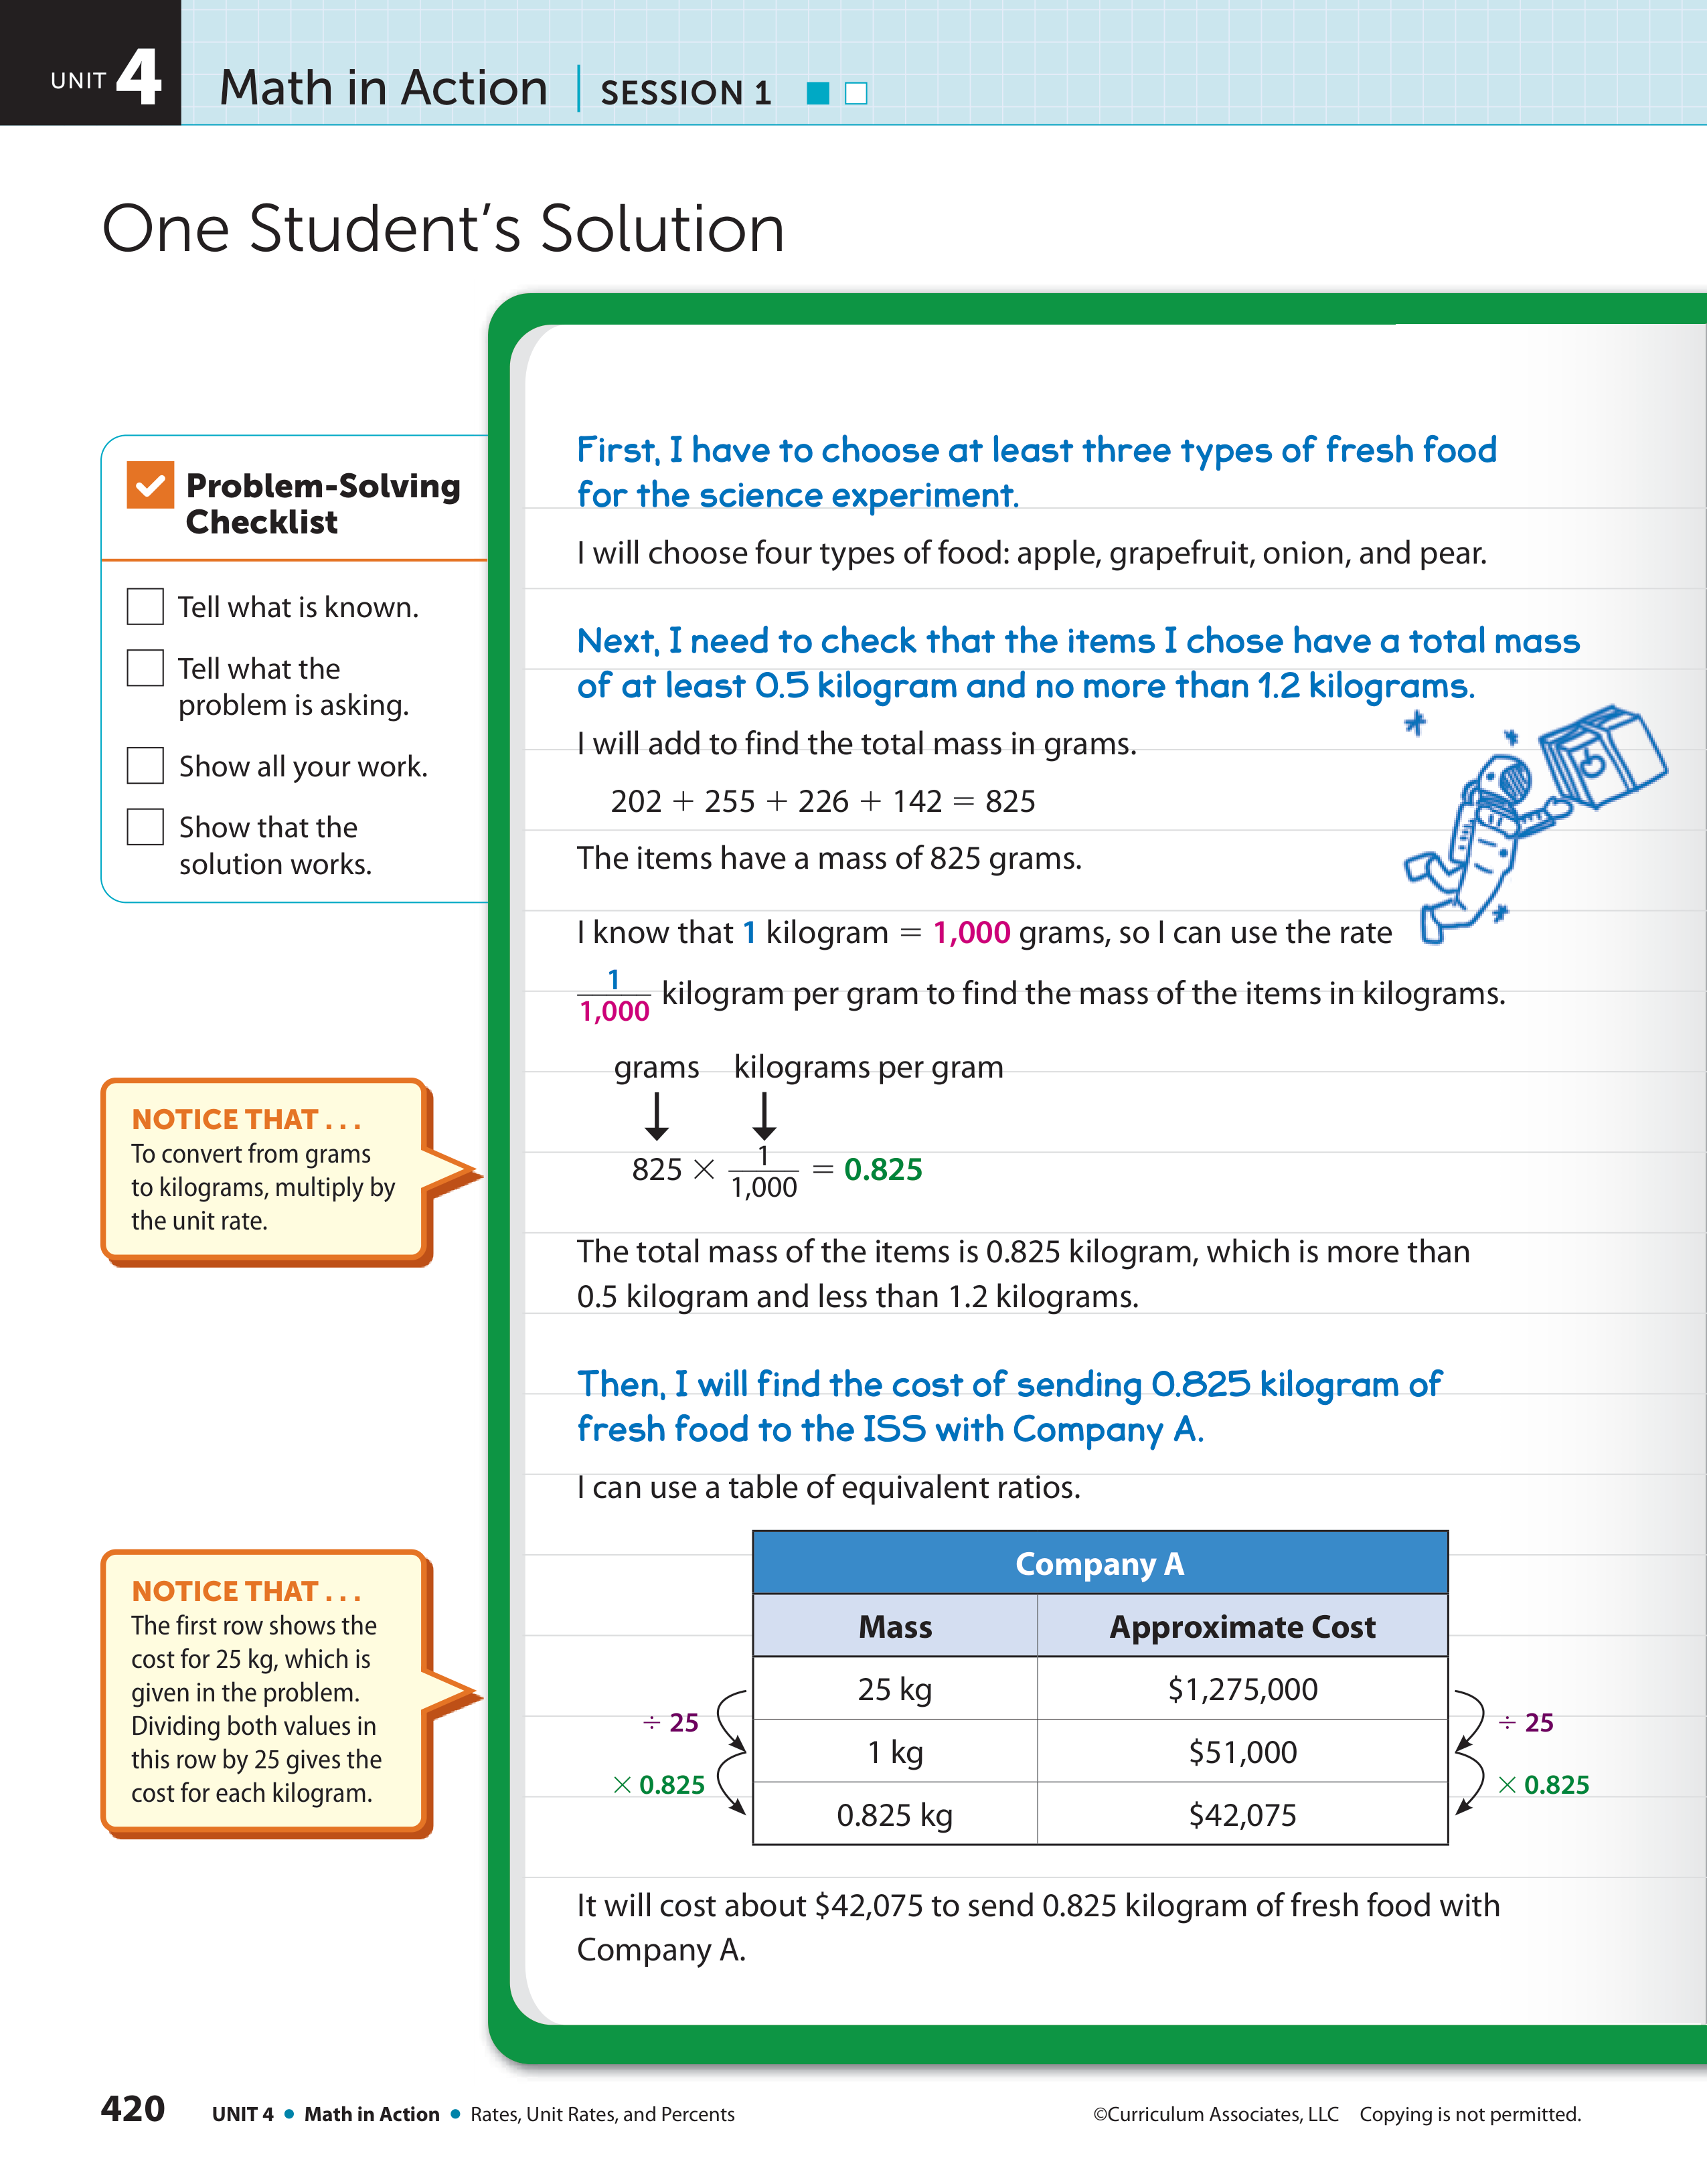 UNIT 4 Math in Action | SESSION 1
One Student’s Solution
Problem-Solving
Checklist
Tell what is known.
Tell what the
problem is asking.
Show all your work.
Show that the
solution works.
First, I have to choose at least three types of fresh food
for the science experiment.
I will choose four types of food: apple, grapefruit, onion, and pear.
Next, I need to check that the items I chose have a total mass
of at least 0.5 kilogram and no more than 1.2 kilograms.
I will add to find the total mass in grams.
202 + 255 + 226 + 142 = 825
The items have a mass of 825 grams.
I know that 1 kilogram = 1,000 grams, so I can use the rate
1/1,000 kilogram per gram to find the mass of the items in kilograms.
grams kilograms per gram
825 × 1/1,000 = 0.825
NOTICE THAT . . .
To convert from grams
to kilograms, multiply by
the unit rate.
The total mass of the items is 0.825 kilogram, which is more than
0.5 kilogram and less than 1.2 kilograms.
Then, I will find the cost of sending 0.825 kilogram of
fresh food to the ISS with Company A.
I can use a table of equivalent ratios.
NOTICE THAT . . .
The first row shows the
cost for 25 kg, which is
given in the problem.
Dividing both values in
this row by 25 gives the
cost for each kilogram.
Company A
Mass Approximate Cost
25 kg $1,275,000
÷ 25 ÷ 25
1 kg $51,000
× 0.825 × 0.825
0.825 kg $42,075
It will cost about $42,075 to send 0.825 kilogram of fresh food with
Company A.
420 UNIT 4 • Math in Action • Rates, Unit Rates, and Percents ©Curriculum Associates, LLC Copying is not permitted.